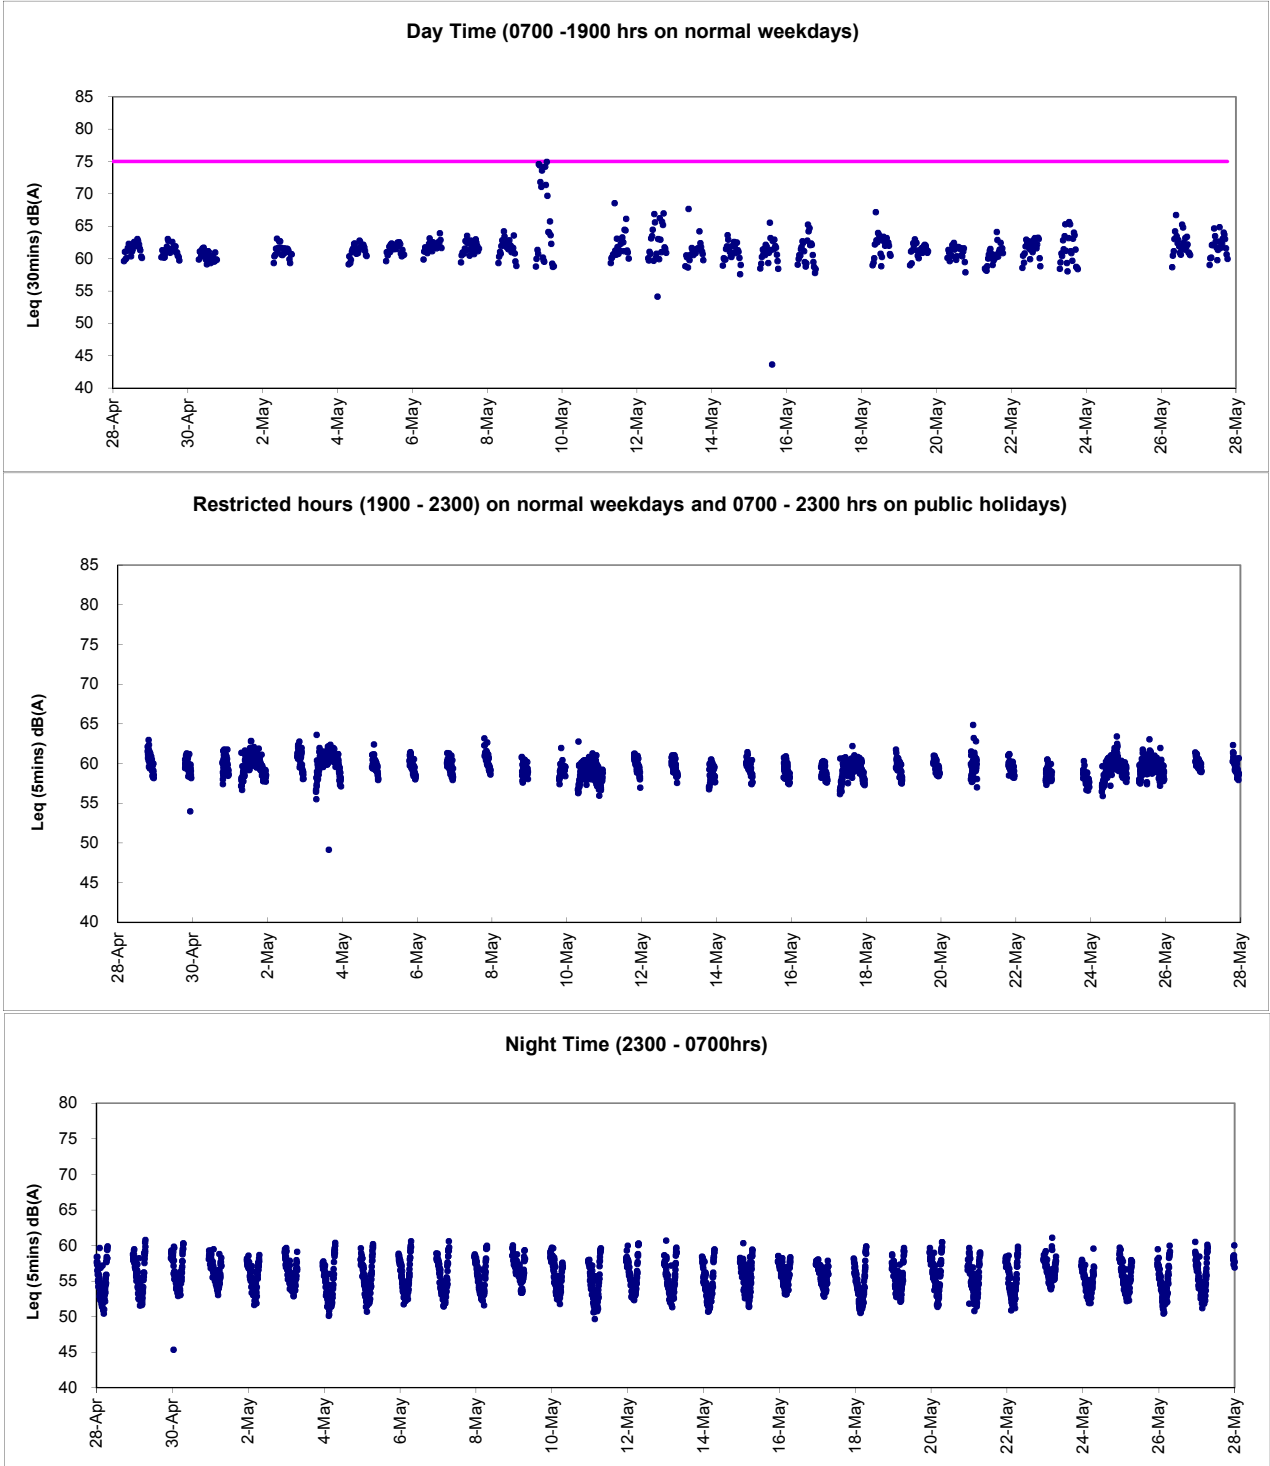 Day Time (0700 -1900 hrs on normal weekdays)
Leq (30mins) dB(A)
85
80
75
70
65
60
55
50
45
40
28-Apr
30-Apr
2-May
4-May
6-May
8-May
10-May
12-May
14-May
16-May
18-May
20-May
22-May
24-May
26-May
28-May
Restricted hours (1900 - 2300) on normal weekdays and 0700 - 2300 hrs on public holidays)
Leq (5mins) dB(A)
85
80
75
70
65
60
55
50
45
40
28-Apr
30-Apr
2-May
4-May
6-May
8-May
10-May
12-May
14-May
16-May
18-May
20-May
22-May
24-May
26-May
28-May
Night Time (2300 - 0700hrs)
Leq (5mins) dB(A)
80
75
70
65
60
55
50
45
40
28-Apr
30-Apr
2-May
4-May
6-May
8-May
10-May
12-May
14-May
16-May
18-May
20-May
22-May
24-May
26-May
28-May